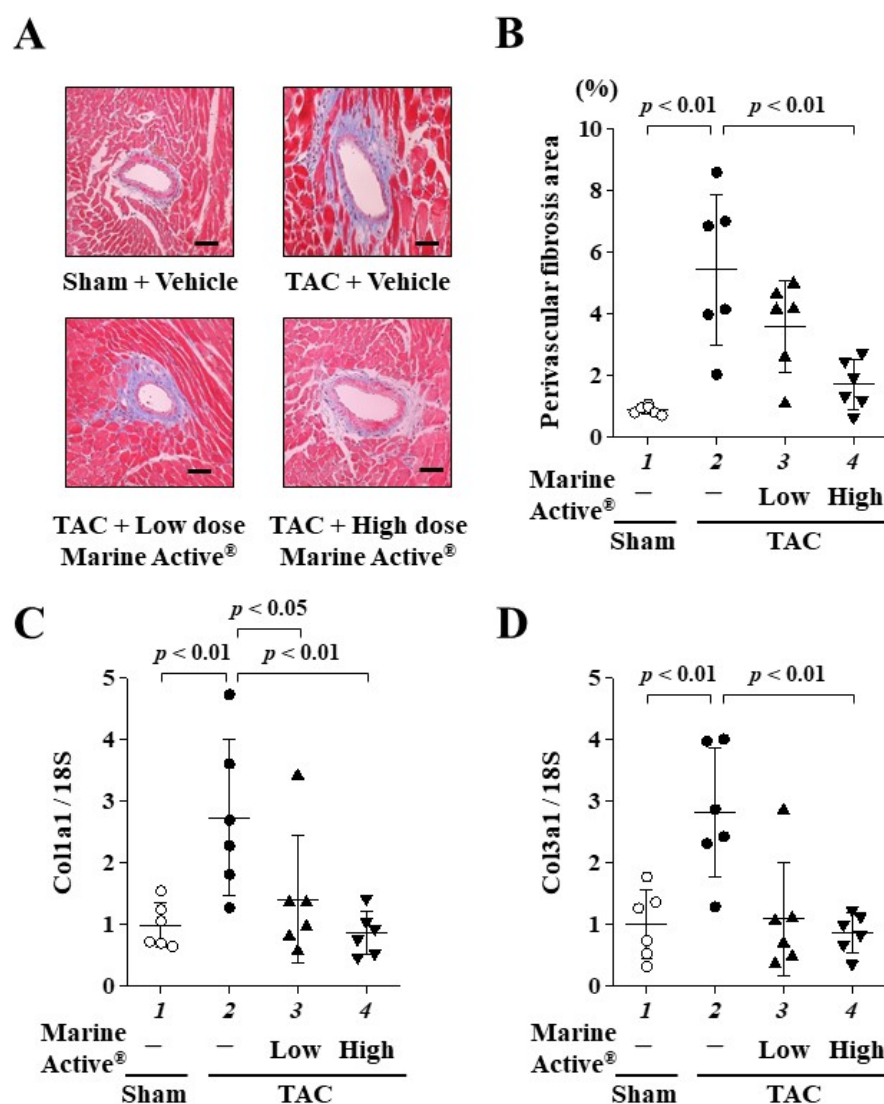 A
Sham + Vehicle
TAC + Vehicle
TAC + Low dose
Marine Active®
TAC + High dose
Marine Active®
B
(%)
p < 0.01
p < 0.01
Perivascular fibrosis area
10
8
6
4
2
0
1 2 3 4
Marine
Active®
– – Low High
Sham TAC
C
p < 0.05
p < 0.01
p < 0.01
Col1a1 / 18S
5
4
3
2
1
0
1 2 3 4
Marine
Active®
– – Low High
Sham TAC
D
p < 0.01
p < 0.01
Col3a1 / 18S
5
4
3
2
1
0
1 2 3 4
Marine
Active®
– – Low High
Sham TAC